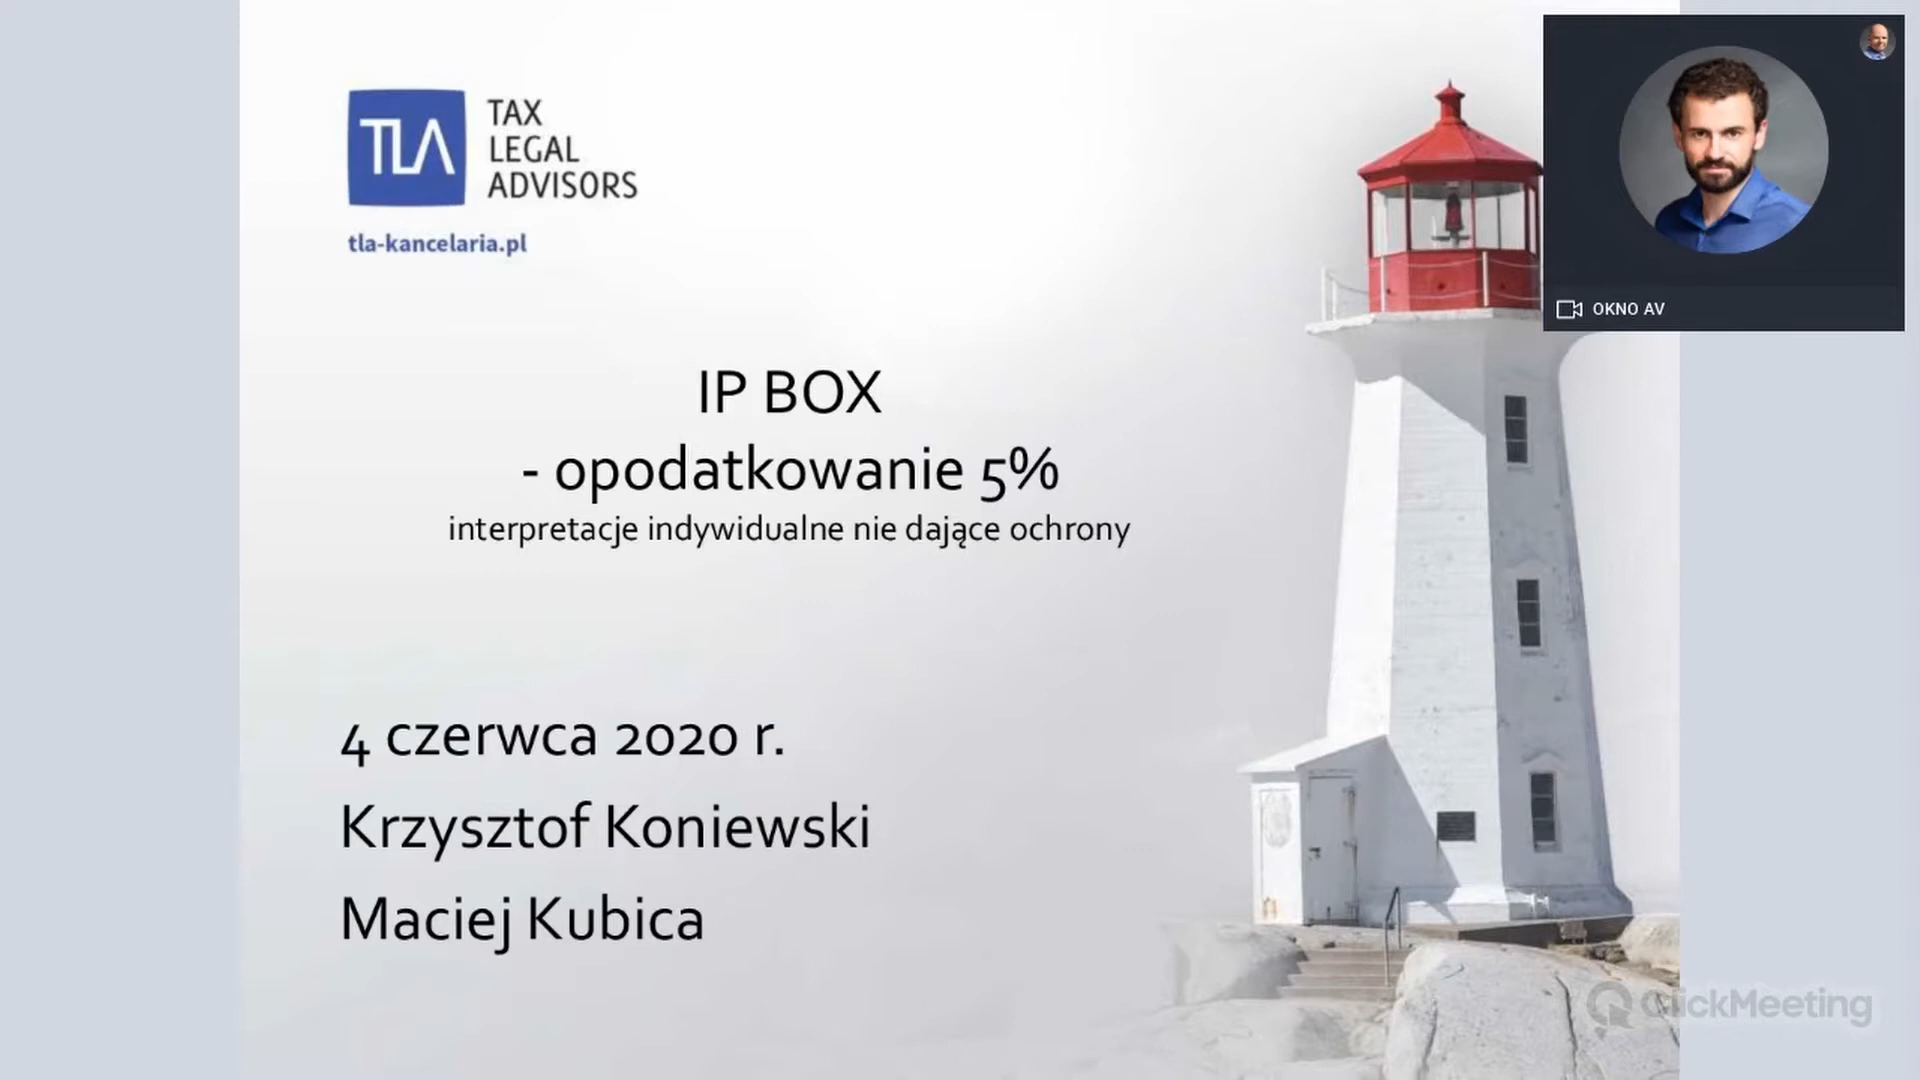 TLA
TAX
LEGAL
ADVISORS
tla-kancelaria.pl
OKNO AV
IP BOX
- opodatkowanie 5%
interpretacje indywidualne nie dające ochrony
4 czerwca 2020 r.
Krzysztof Koniewski
Maciej Kubica
ClickMeeting